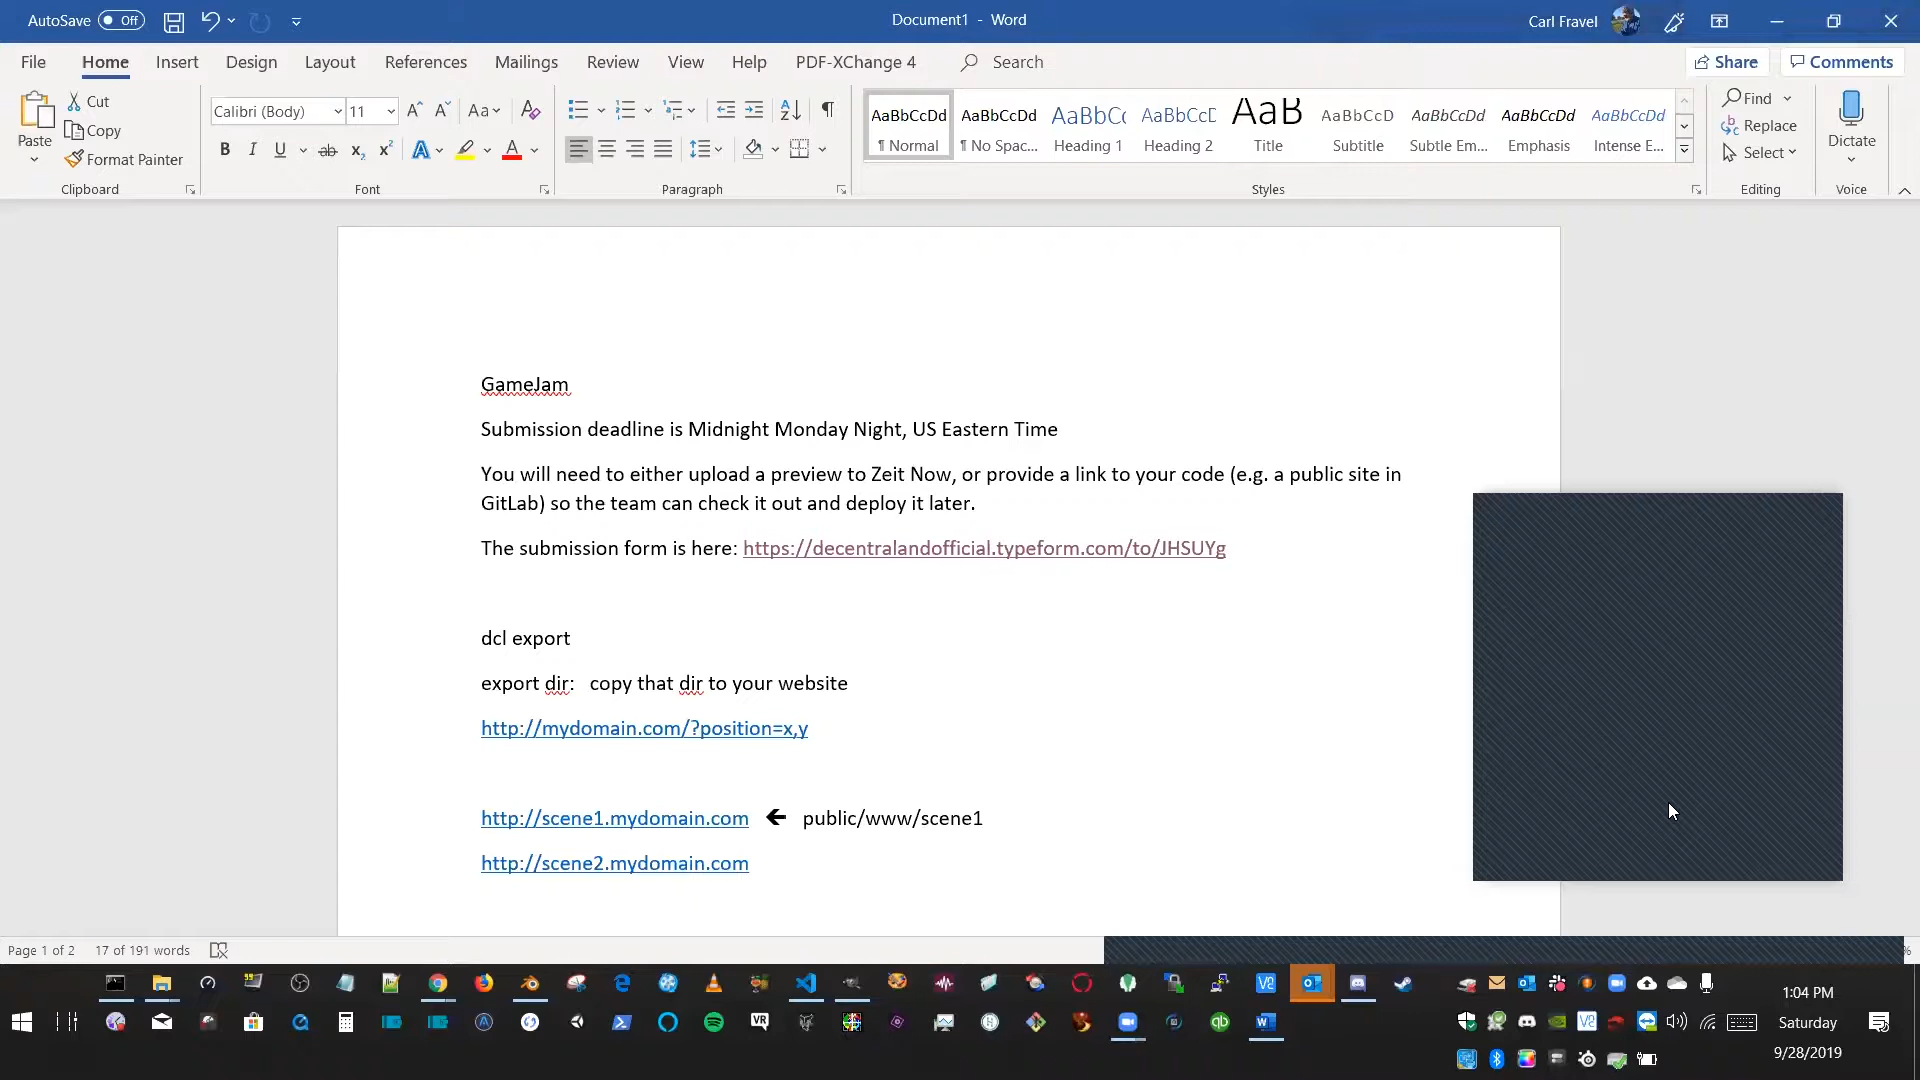 AutoSave Off Document1 - Word Carl Fravel
File Home Insert Design Layout References Mailings Review View Help PDF-XChange 4 Search Share Comments
Paste Cut Copy Format Painter Clipboard
Calibri (Body) 11 Font
Paragraph
AaBbCcDd AaBbCcDd AaBbCc AaBbCcD AaB AaBbCcD AaBbCcDd AaBbCcDd AaBbCcDd
¶ Normal ¶ No Spac... Heading 1 Heading 2 Title Subtitle Subtle Em... Emphasis Intense E...
Styles
Find Replace Select Editing
Dictate Voice
GameJam
Submission deadline is Midnight Monday Night, US Eastern Time
You will need to either upload a preview to Zeit Now, or provide a link to your code (e.g. a public site in
GitLab) so the team can check it out and deploy it later.
The submission form is here: https://decentralandofficial.typeform.com/to/JHSUYg
dcl export
export dir: copy that dir to your website
http://mydomain.com/?position=x,y
http://scene1.mydomain.com ← public/www/scene1
http://scene2.mydomain.com
Page 1 of 2 17 of 191 words
1:04 PM
Saturday
9/28/2019